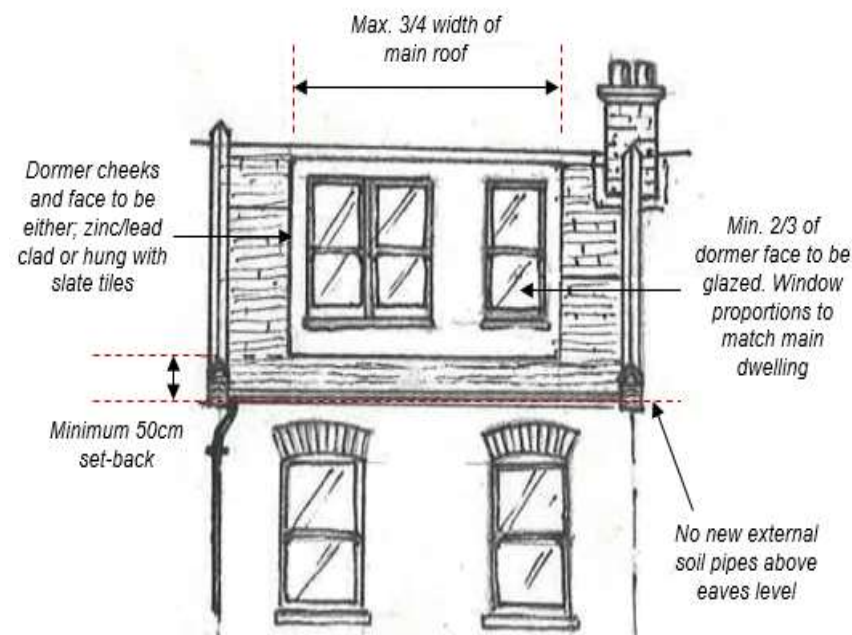 Max. 3/4 width of
main roof
Dormer cheeks
and face to be
either; zinc/lead
clad or hung with
slate tiles
Min. 2/3 of
dormer face to be
glazed. Window
proportions to
match main
dwelling
Minimum 50cm
set-back
No new external
soil pipes above
eaves level